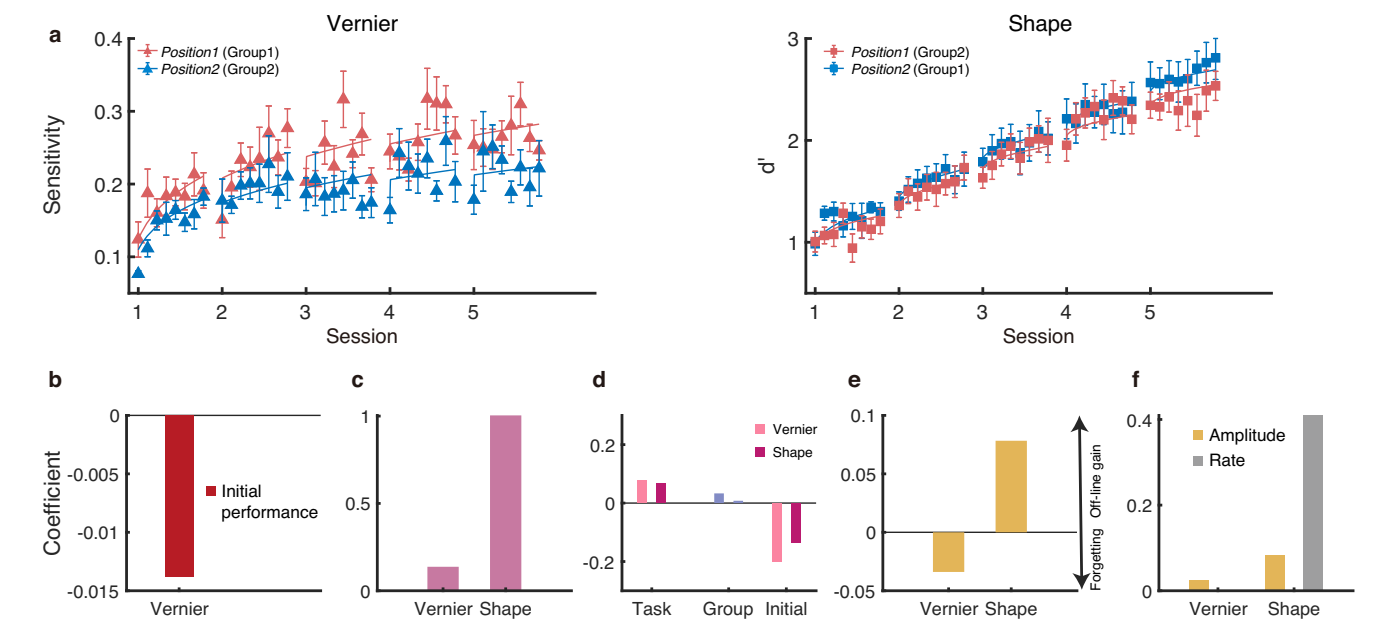 a
Vernier
Position1 (Group1)
Position2 (Group2)
0.4
0.3
0.2
0.1
Sensitivity
1 2 3 4 5
Session
Shape
Position1 (Group2)
Position2 (Group1)
3
2
1
d'
1 2 3 4 5
Session
b
0
-0.005
-0.01
-0.015
Coefficient
Initial
performance
Vernier
c
1
0.5
0
Vernier Shape
d
0.2
0
-0.2
Vernier
Shape
Task Group Initial
e
0.1
0.05
0
-0.05
Forgetting Off-line gain
Vernier Shape
f
0.4
0.2
0
Amplitude
Rate
Vernier Shape